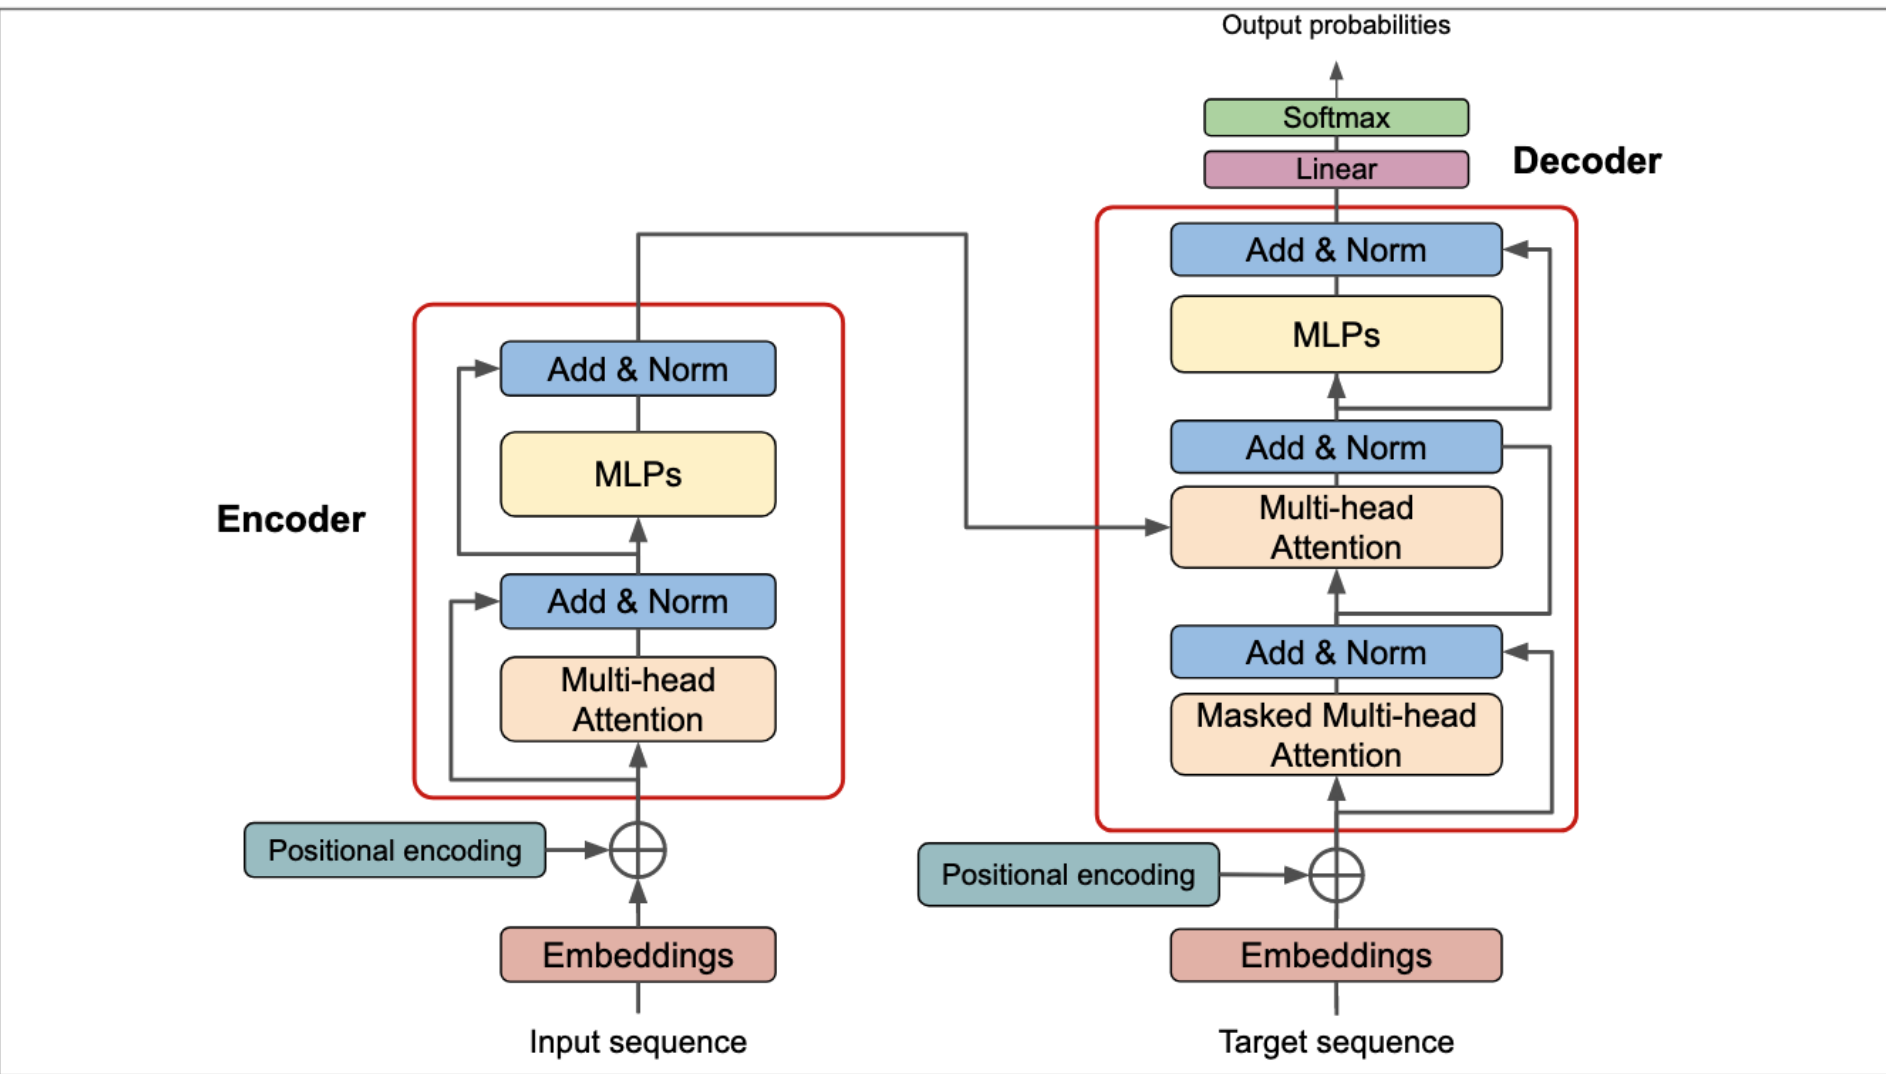 Output probabilities
Softmax
Linear
Decoder
Add & Norm
MLPs
Add & Norm
Multi-head
Attention
Add & Norm
Masked Multi-head
Attention
Positional encoding
Embeddings
Target sequence
Encoder
Add & Norm
MLPs
Add & Norm
Multi-head
Attention
Positional encoding
Embeddings
Input sequence